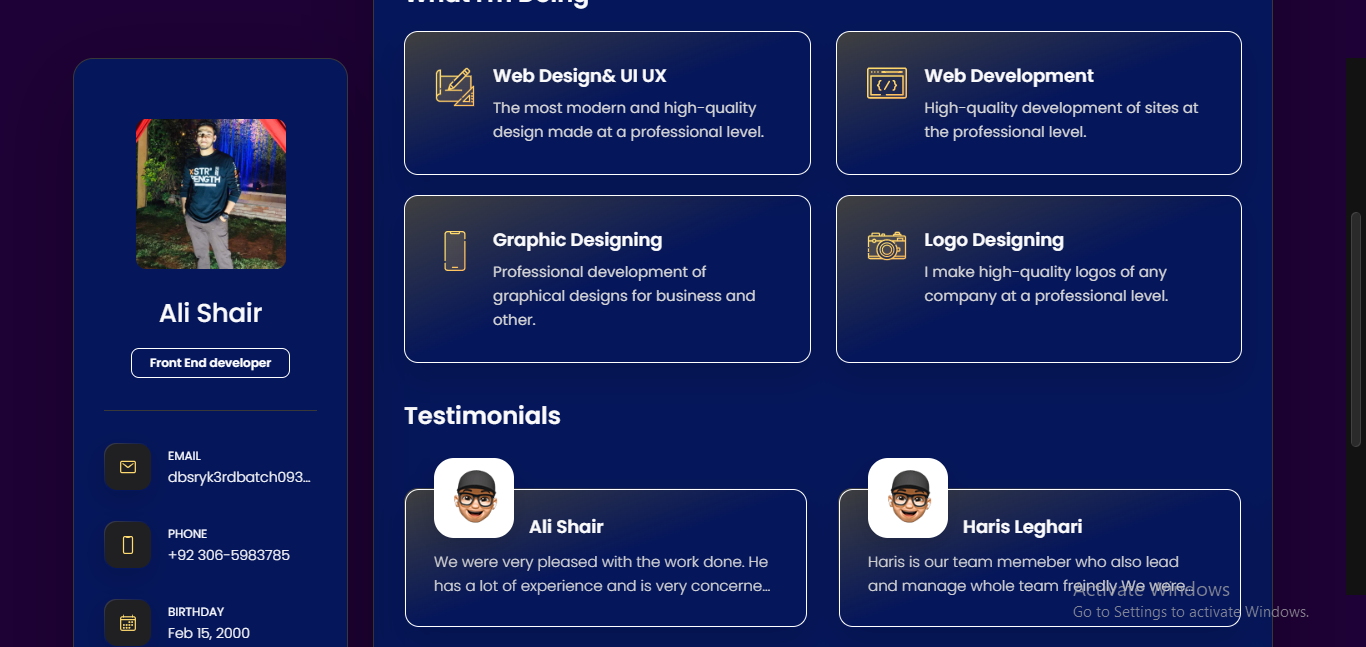 What I'm Doing
Web Design& UI UX
The most modern and high-quality
design made at a professional level.
Web Development
High-quality development of sites at
the professional level.
Graphic Designing
Professional development of
graphical designs for business and
other.
Logo Designing
I make high-quality logos of any
company at a professional level.
STR
ENGTH
Ali Shair
Front End developer
EMAIL
dbsryk3rdbatch093...
PHONE
+92 306-5983785
BIRTHDAY
Feb 15, 2000
Testimonials
Ali Shair
We were very pleased with the work done. He
has a lot of experience and is very concerne...
Haris Leghari
Haris is our team memeber who also lead
and manage whole team freindly We were...
Activate Windows
Go to Settings to activate Windows.